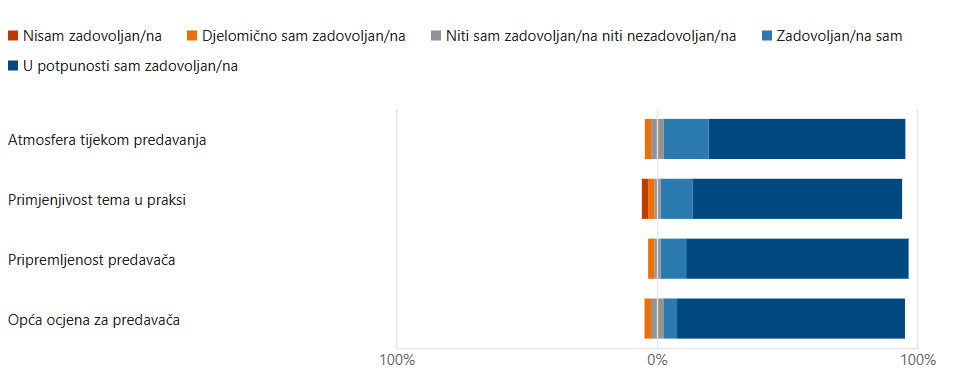 Nisam zadovoljan/na Djelomično sam zadovoljan/na Niti sam zadovoljan/na niti nezadovoljan/na Zadovoljan/na sam
U potpunosti sam zadovoljan/na
Atmosfera tijekom predavanja
Primjenjivost tema u praksi
Pripremljenost predavača
Opća ocjena za predavača
100% 0% 100%